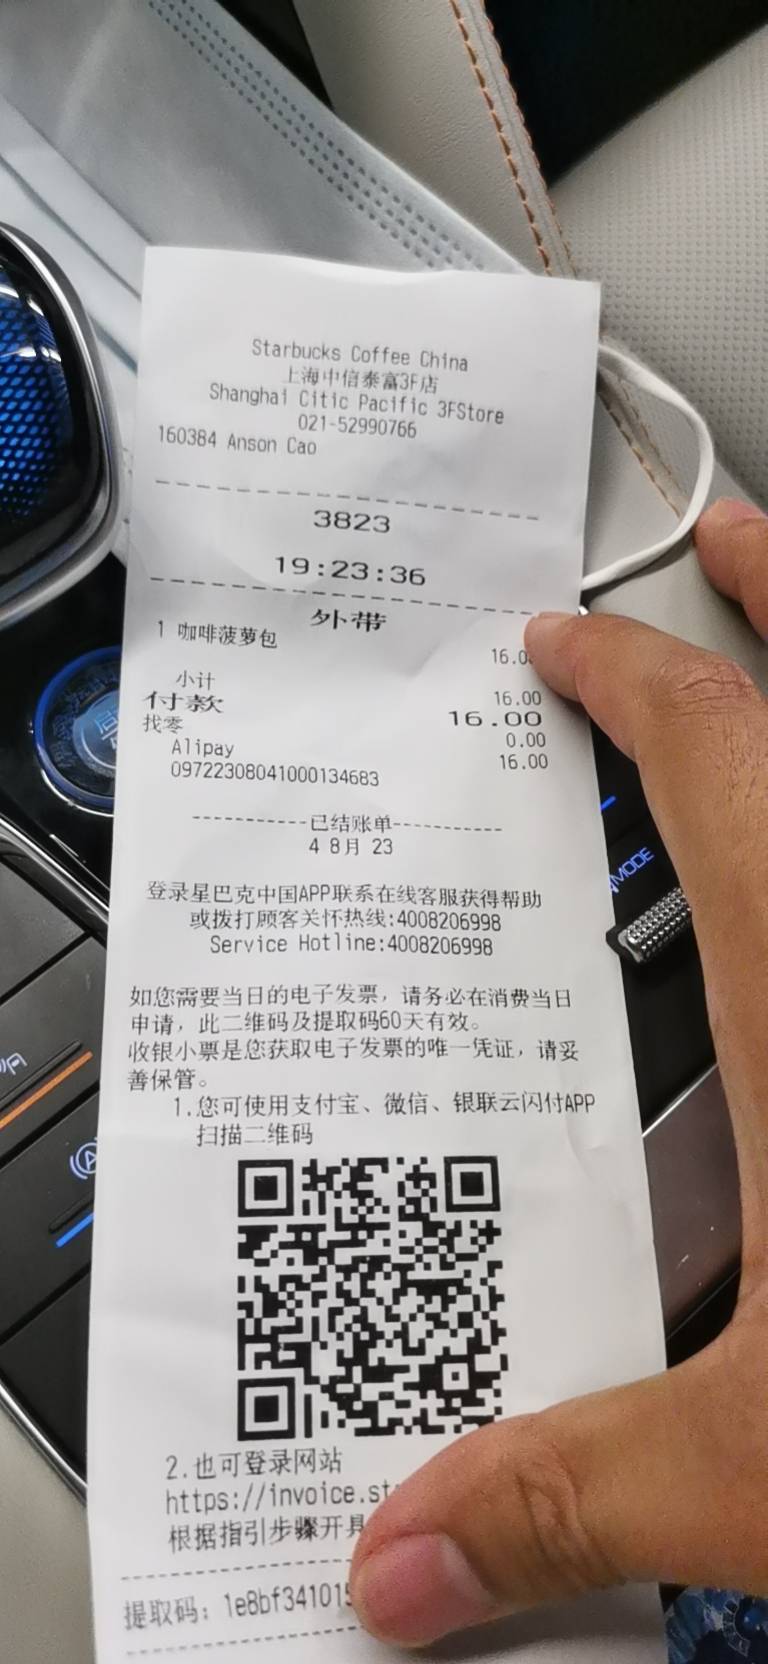 Starbucks Coffee China
上海中信泰富3F店
Shanghai Citic Pacific 3FStore
021-52990766
160384 Anson Cao
3823
19:23:36
外带
1 咖啡菠萝包 16.0
小计 16.00
付款 16.00
找零 0.00
Alipay 16.00
09722308041000134683
----------已结账单----------
4 8月 23
登录星巴克中国APP联系在线客服获得帮助
或拨打顾客关怀热线:4008206998
Service Hotline:4008206998
如您需要当日的电子发票，请务必在消费当日
申请，此二维码及提取码60天有效。
收银小票是您获取电子发票的唯一凭证，请妥
善保管。
1.您可使用支付宝、微信、银联云闪付APP
扫描二维码
2.也可登录网站
https://invoice.st
根据指引步骤开具
提取码: 1e8bf34101
MODE